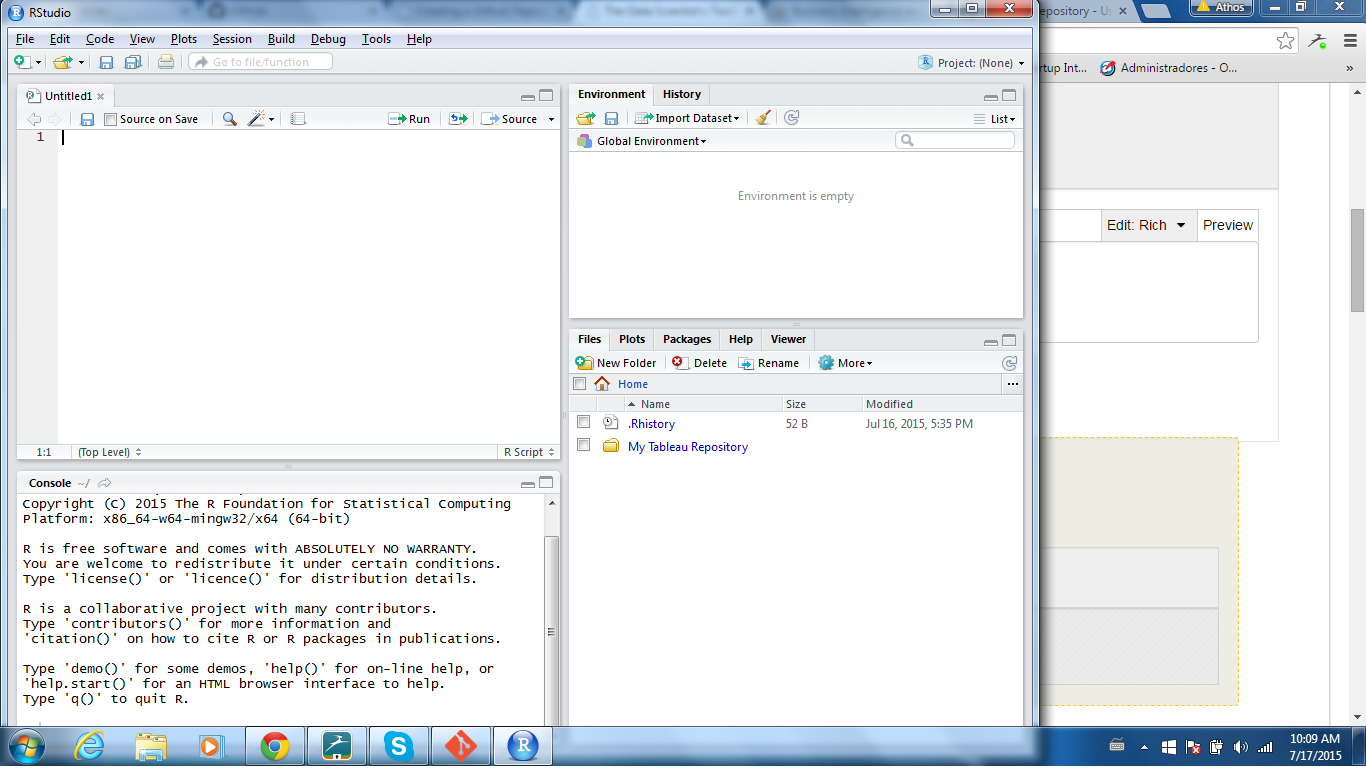 RStudio
File Edit Code View Plots Session Build Debug Tools Help
Go to file/function
Project: (None)
Untitled1
Source on Save
Run
Source
1
1:1
(Top Level)
R Script
Console ~/
Copyright (C) 2015 The R Foundation for Statistical Computing
Platform: x86_64-w64-mingw32/x64 (64-bit)
R is free software and comes with ABSOLUTELY NO WARRANTY.
You are welcome to redistribute it under certain conditions.
Type 'license()' or 'licence()' for distribution details.
R is a collaborative project with many contributors.
Type 'contributors()' for more information and
'citation()' on how to cite R or R packages in publications.
Type 'demo()' for some demos, 'help()' for on-line help, or
'help.start()' for an HTML browser interface to help.
Type 'q()' to quit R.
Environment History
Import Dataset
List
Global Environment
Environment is empty
Files Plots Packages Help Viewer
New Folder Delete Rename More
Home
Name Size Modified
.Rhistory 52 B Jul 16, 2015, 5:35 PM
My Tableau Repository
epository - U
Athos
rtup Int... Administradores - O... »
Edit: Rich Preview
10:09 AM
7/17/2015